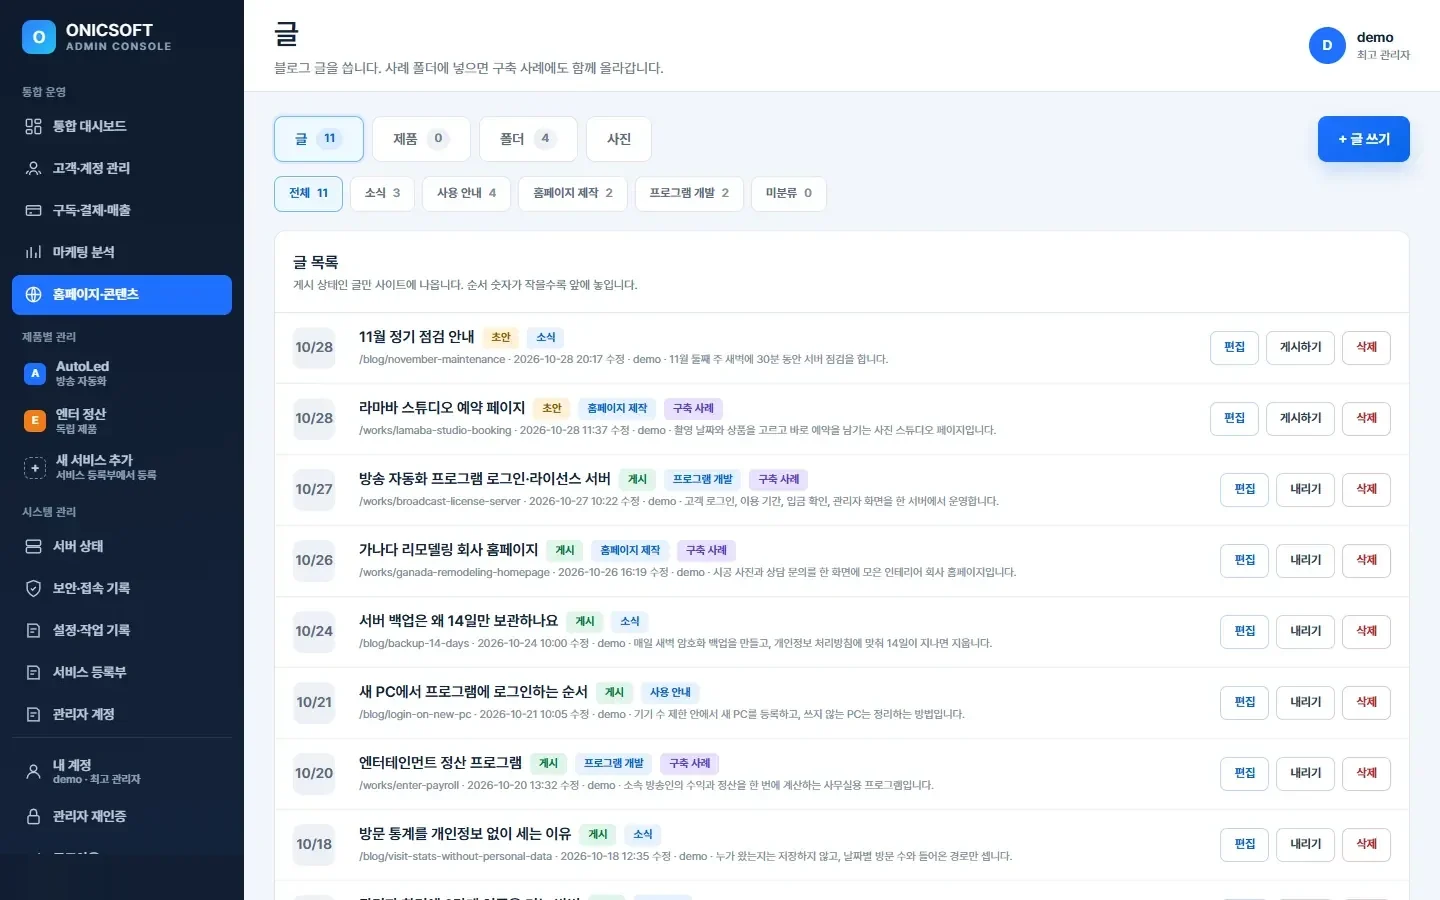 O
ONICSOFT
ADMIN CONSOLE
통합 운영
통합 대시보드
고객·계정 관리
구독·결제·매출
마케팅 분석
홈페이지·콘텐츠
제품별 관리
A
AutoLed
방송 자동화
E
엔터 정산
독립 제품
+
새 서비스 추가
서비스 등록부에서 등록
시스템 관리
서버 상태
보안·접속 기록
설정·작업 기록
서비스 등록부
관리자 계정
내 계정
demo · 최고 관리자
관리자 재인증
글
블로그 글을 씁니다. 사례 폴더에 넣으면 구축 사례에도 함께 올라갑니다.
D
demo
최고 관리자
글 11
제품 0
폴더 4
사진
+ 글 쓰기
전체 11
소식 3
사용 안내 4
홈페이지 제작 2
프로그램 개발 2
미분류 0
글 목록
게시 상태인 글만 사이트에 나옵니다. 순서 숫자가 작을수록 앞에 놓입니다.
10/28
11월 정기 점검 안내 초안 소식
/blog/november-maintenance · 2026-10-28 20:17 수정 · demo · 11월 둘째 주 새벽에 30분 동안 서버 점검을 합니다.
편집 게시하기 삭제
10/28
라마바 스튜디오 예약 페이지 초안 홈페이지 제작 구축 사례
/works/lamaba-studio-booking · 2026-10-28 11:37 수정 · demo · 촬영 날짜와 상품을 고르고 바로 예약을 남기는 사진 스튜디오 페이지입니다.
편집 게시하기 삭제
10/27
방송 자동화 프로그램 로그인·라이선스 서버 게시 프로그램 개발 구축 사례
/works/broadcast-license-server · 2026-10-27 10:22 수정 · demo · 고객 로그인, 이용 기간, 입금 확인, 관리자 화면을 한 서버에서 운영합니다.
편집 내리기 삭제
10/26
가나다 리모델링 회사 홈페이지 게시 홈페이지 제작 구축 사례
/works/ganada-remodeling-homepage · 2026-10-26 16:19 수정 · demo · 시공 사진과 상담 문의를 한 화면에 모은 인테리어 회사 홈페이지입니다.
편집 내리기 삭제
10/24
서버 백업은 왜 14일만 보관하나요 게시 소식
/blog/backup-14-days · 2026-10-24 10:00 수정 · demo · 매일 새벽 암호화 백업을 만들고, 개인정보 처리방침에 맞춰 14일이 지나면 지웁니다.
편집 내리기 삭제
10/21
새 PC에서 프로그램에 로그인하는 순서 게시 사용 안내
/blog/login-on-new-pc · 2026-10-21 10:05 수정 · demo · 기기 수 제한 안에서 새 PC를 등록하고, 쓰지 않는 PC는 정리하는 방법입니다.
편집 내리기 삭제
10/20
엔터테인먼트 정산 프로그램 게시 프로그램 개발 구축 사례
/works/enter-payroll · 2026-10-20 13:32 수정 · demo · 소속 방송인의 수익과 정산을 한 번에 계산하는 사무실용 프로그램입니다.
편집 내리기 삭제
10/18
방문 통계를 개인정보 없이 세는 이유 게시 소식
/blog/visit-stats-without-personal-data · 2026-10-18 12:35 수정 · demo · 누가 왔는지는 저장하지 않고, 날짜별 방문 수와 들어온 경로만 셉니다.
편집 내리기 삭제